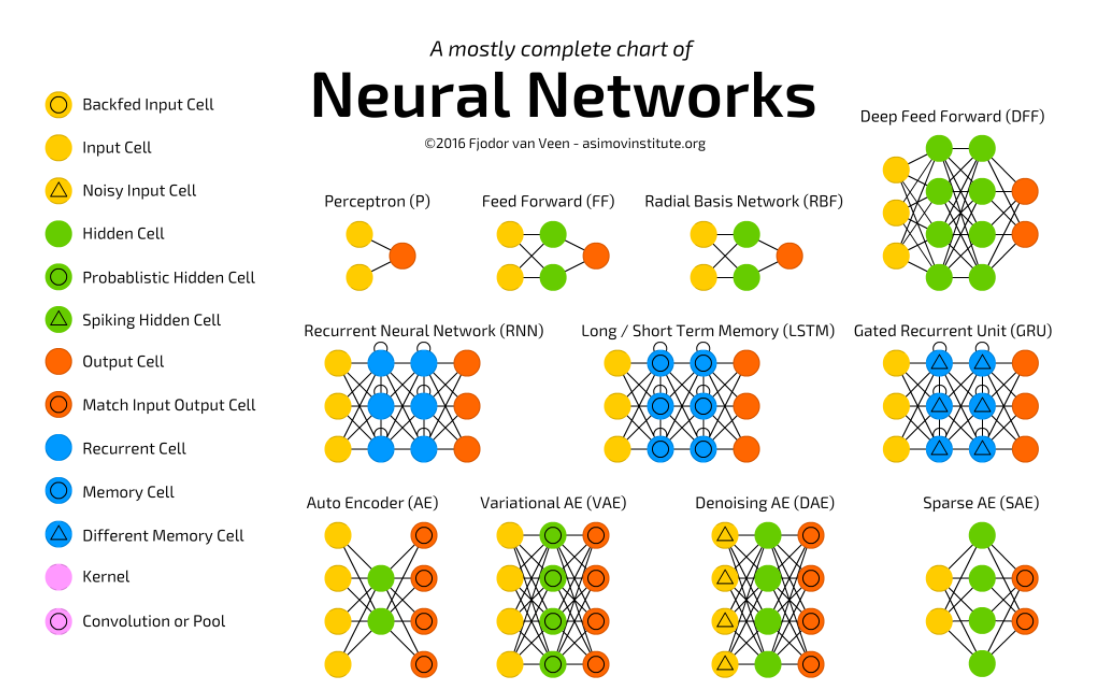 A mostly complete chart of
Neural Networks
©2016 Fjodor van Veen - asimovinstitute.org
Backfed Input Cell
Input Cell
Noisy Input Cell
Hidden Cell
Probablistic Hidden Cell
Spiking Hidden Cell
Output Cell
Match Input Output Cell
Recurrent Cell
Memory Cell
Different Memory Cell
Kernel
Convolution or Pool
Deep Feed Forward (DFF)
Perceptron (P)
Feed Forward (FF)
Radial Basis Network (RBF)
Recurrent Neural Network (RNN)
Long / Short Term Memory (LSTM)
Gated Recurrent Unit (GRU)
Auto Encoder (AE)
Variational AE (VAE)
Denoising AE (DAE)
Sparse AE (SAE)